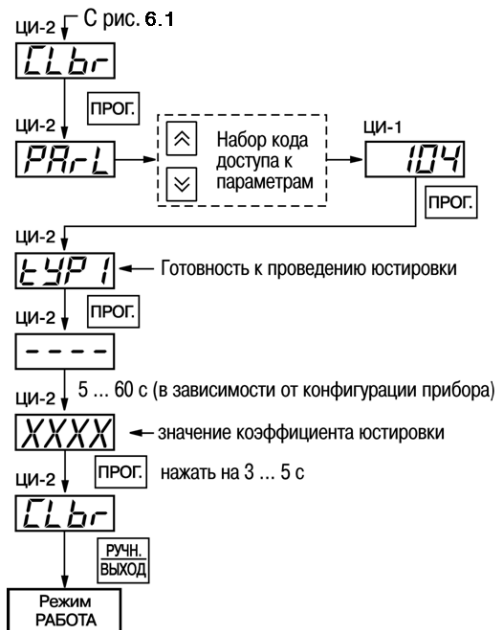 С рис. 6.1
ЦИ-2
CLbr
ПРОГ.
ЦИ-2
PArL
Набор кода
доступа к
параметрам
ЦИ-1
104
ПРОГ.
ЦИ-2
tYP1
Готовность к проведению юстировки
ПРОГ.
ЦИ-2
----
5 ... 60 с (в зависимости от конфигурации прибора)
ЦИ-2
XXXX
значение коэффициента юстировки
ПРОГ.
нажать на 3 ... 5 с
ЦИ-2
CLbr
РУЧН.
ВЫХОД
Режим
РАБОТА